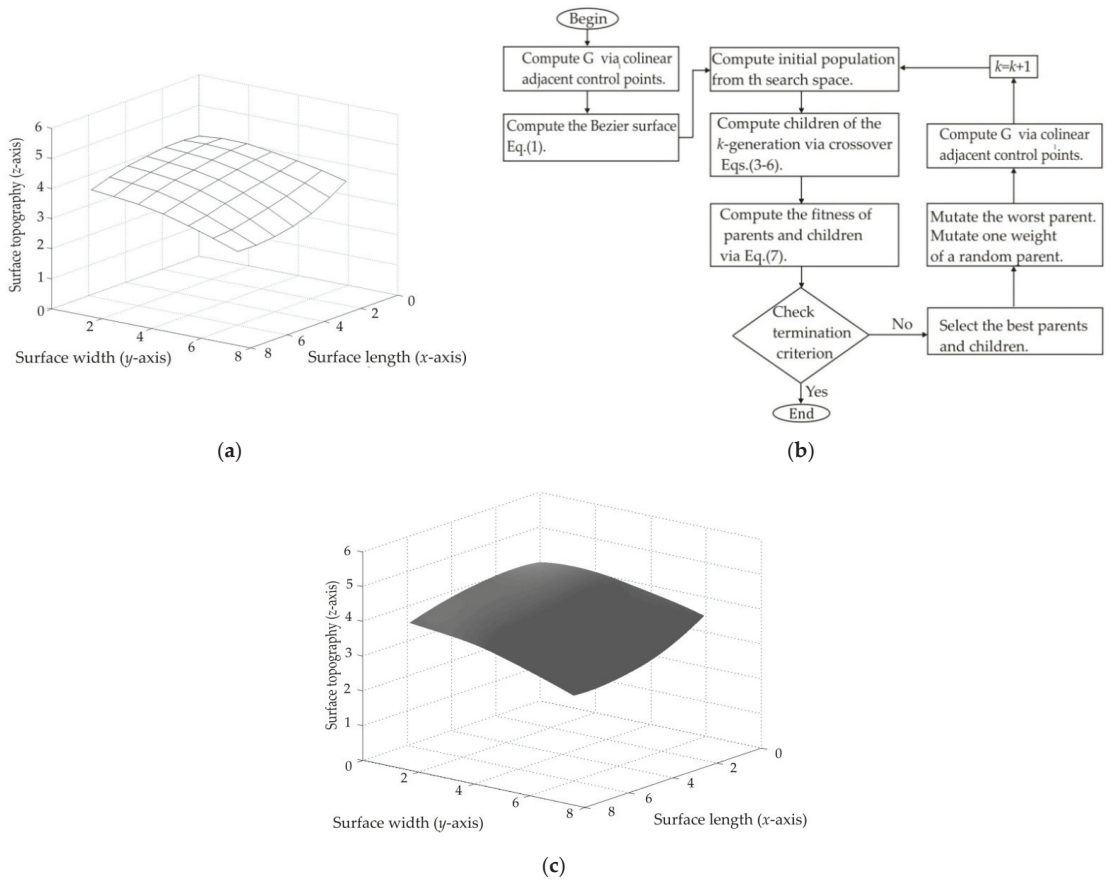 6
5
4
3
2
1
0
Surface topography (z-axis)
2
4
6
8
Surface width (y-axis)
8
6
4
2
0
Surface length (x-axis)
(a)
Begin
Compute G via colinear
adjacent control points.
Compute the Bezier surface
Eq.(1).
Compute initial population
from th search space.
Compute children of the
k-generation via crossover
Eqs.(3-6).
Compute the fitness of
parents and children
via Eq.(7).
Check
termination
criterion
Yes
End
No
Select the best parents
and children.
Mutate the worst parent.
Mutate one weight
of a random parent.
Compute G via colinear
adjacent control points.
k=k+1
(b)
6
5
4
3
2
1
0
Surface topography (z-axis)
2
4
6
8
Surface width (y-axis)
8
6
4
2
0
Surface length (x-axis)
(c)